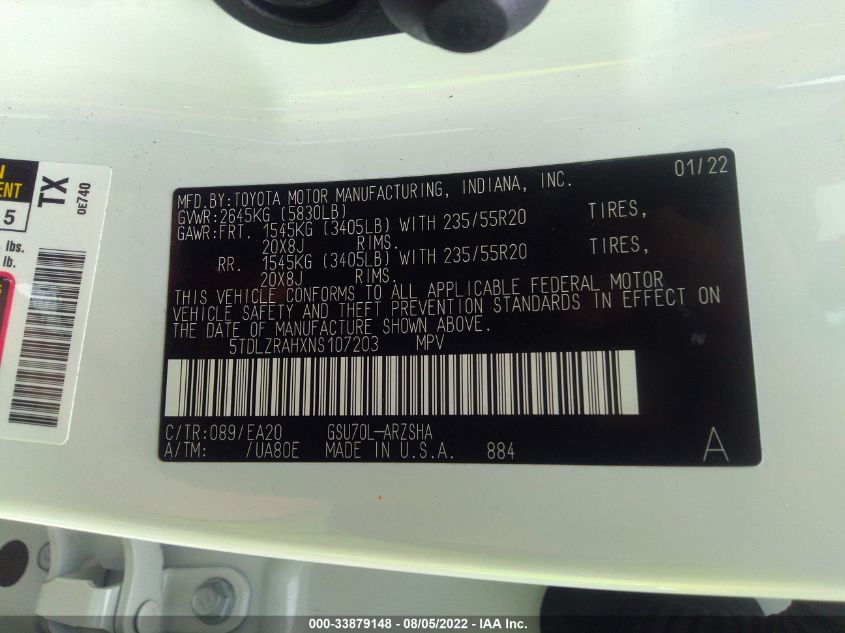 01/22
MFD.BY:TOYOTA MOTOR MANUFACTURING, INDIANA, INC.
GVWR:2645KG (5830LB)
GAWR:FRT. 1545KG (3405LB) WITH 235/55R20 TIRES,
20X8J RIMS.
RR. 1545KG (3405LB) WITH 235/55R20 TIRES,
20X8J RIMS.
THIS VEHICLE CONFORMS TO ALL APPLICABLE FEDERAL MOTOR
VEHICLE SAFETY AND THEFT PREVENTION STANDARDS IN EFFECT ON
THE DATE OF MANUFACTURE SHOWN ABOVE.
5TDLZRAHXNS107203 MPV
C/TR:089/EA20 GSU70L-ARZSHA
A/TM: /UA80E MADE IN U.S.A. 884
A
TX
0E740
5
lbs.
lb.
000-33879148 - 08/05/2022 - IAA Inc.